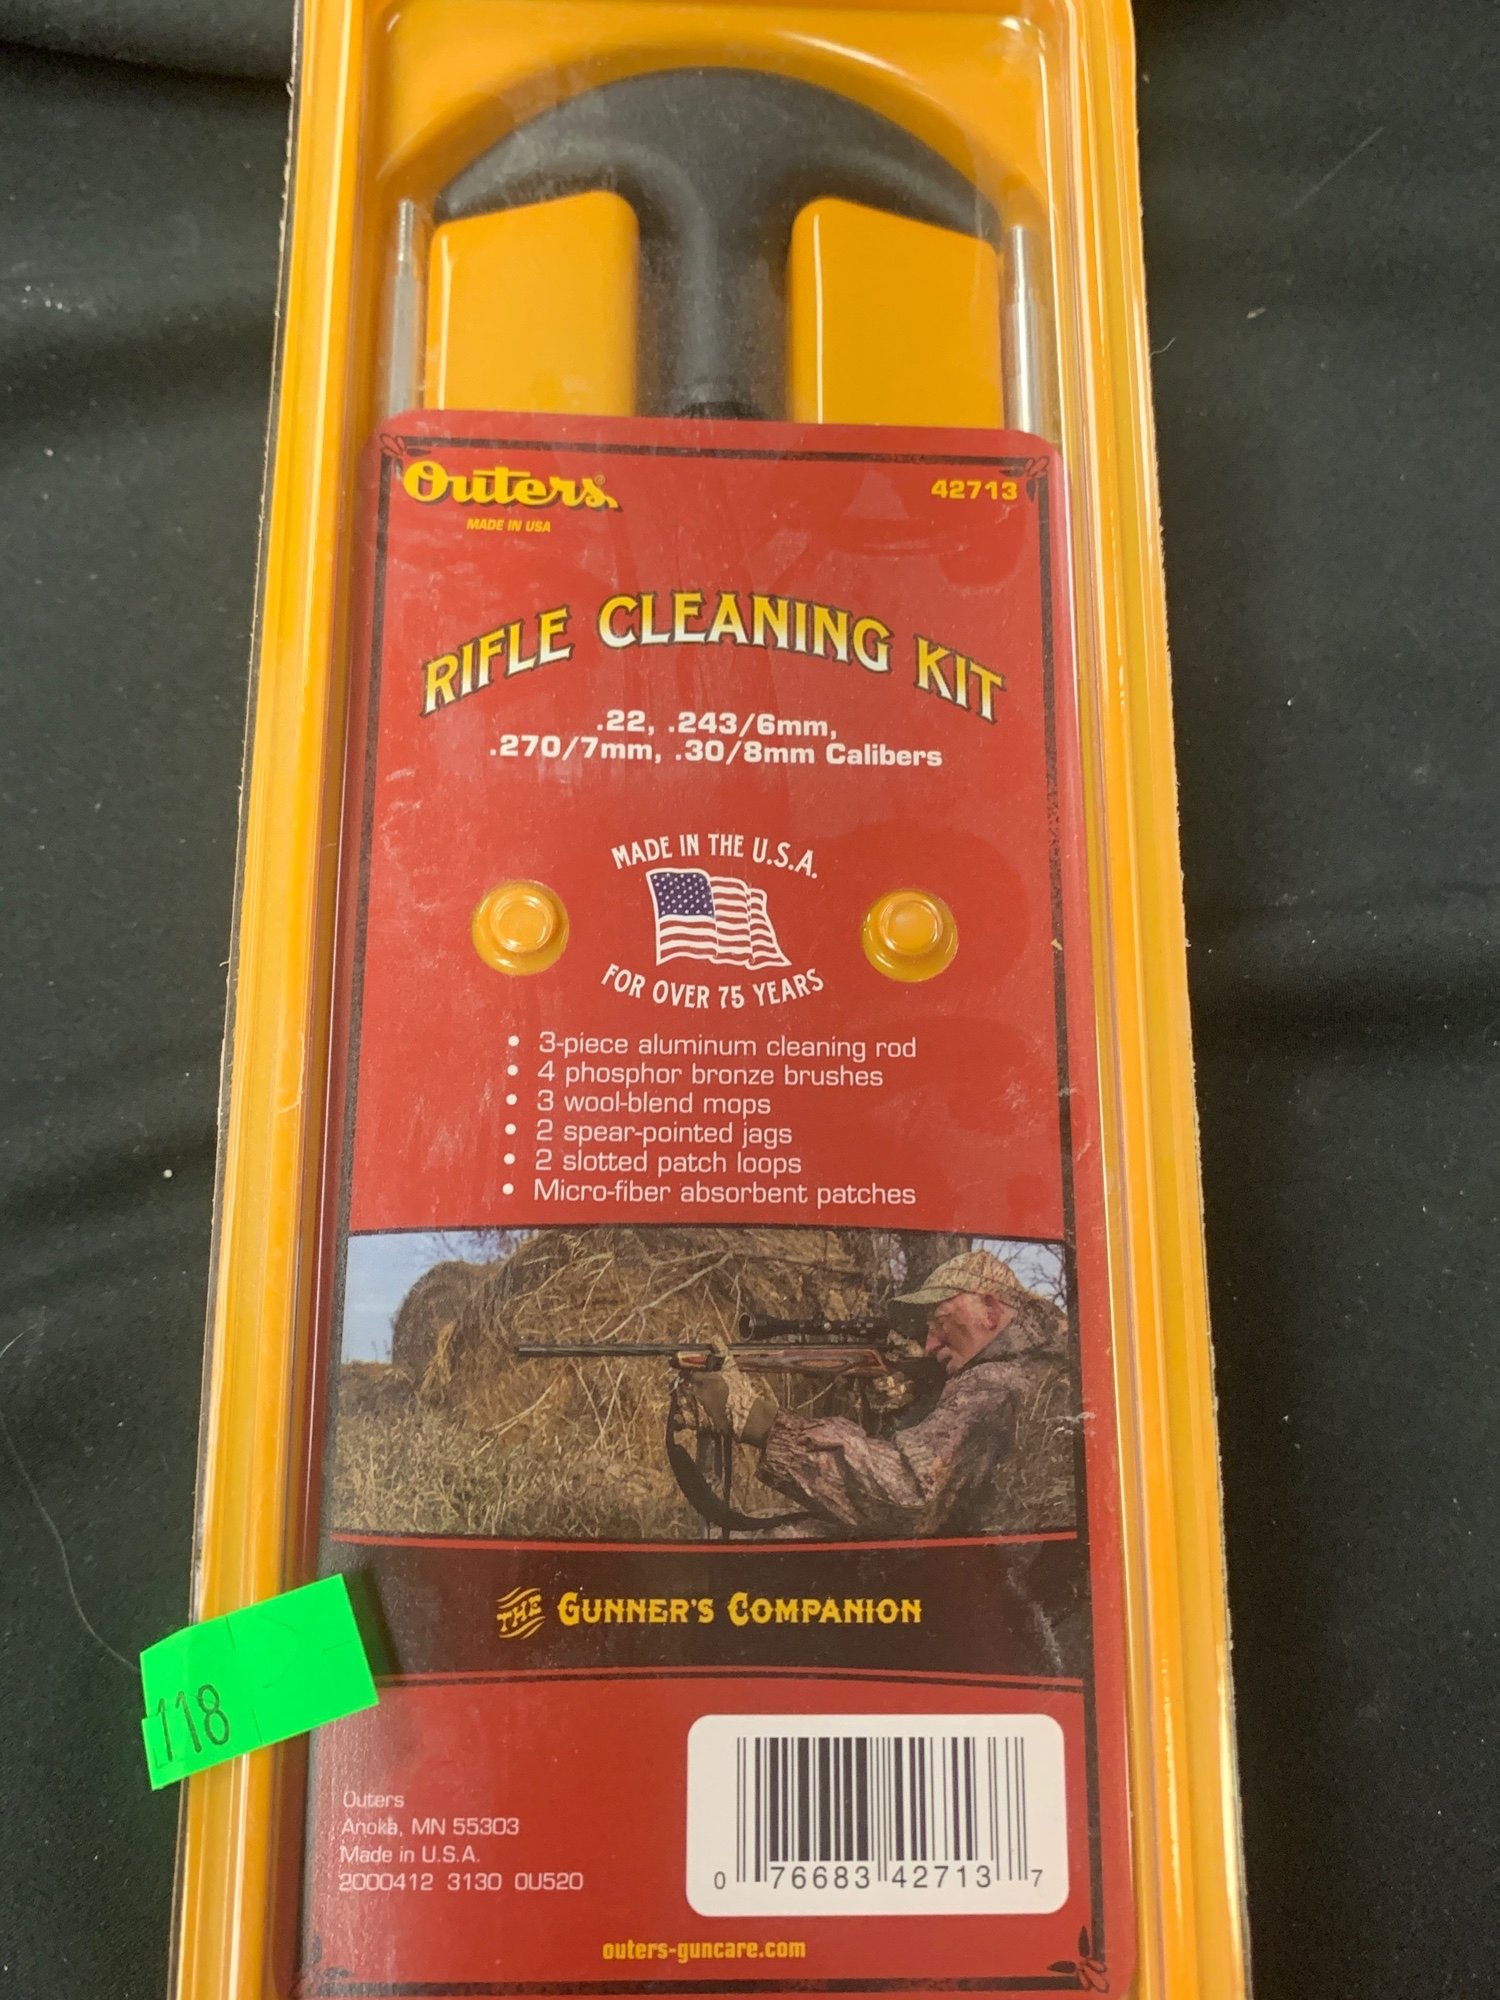 Outers®
MADE IN USA
42713
RIFLE CLEANING KIT
.22, .243/6mm,
.270/7mm, .30/8mm Calibers
MADE IN THE U.S.A.
FOR OVER 75 YEARS
• 3-piece aluminum cleaning rod
• 4 phosphor bronze brushes
• 3 wool-blend mops
• 2 spear-pointed jags
• 2 slotted patch loops
• Micro-fiber absorbent patches
THE GUNNER'S COMPANION
118
Outers
Anoka, MN 55303
Made in U.S.A.
2000412 3130 0U520
0 76683 42713 7
outers-guncare.com